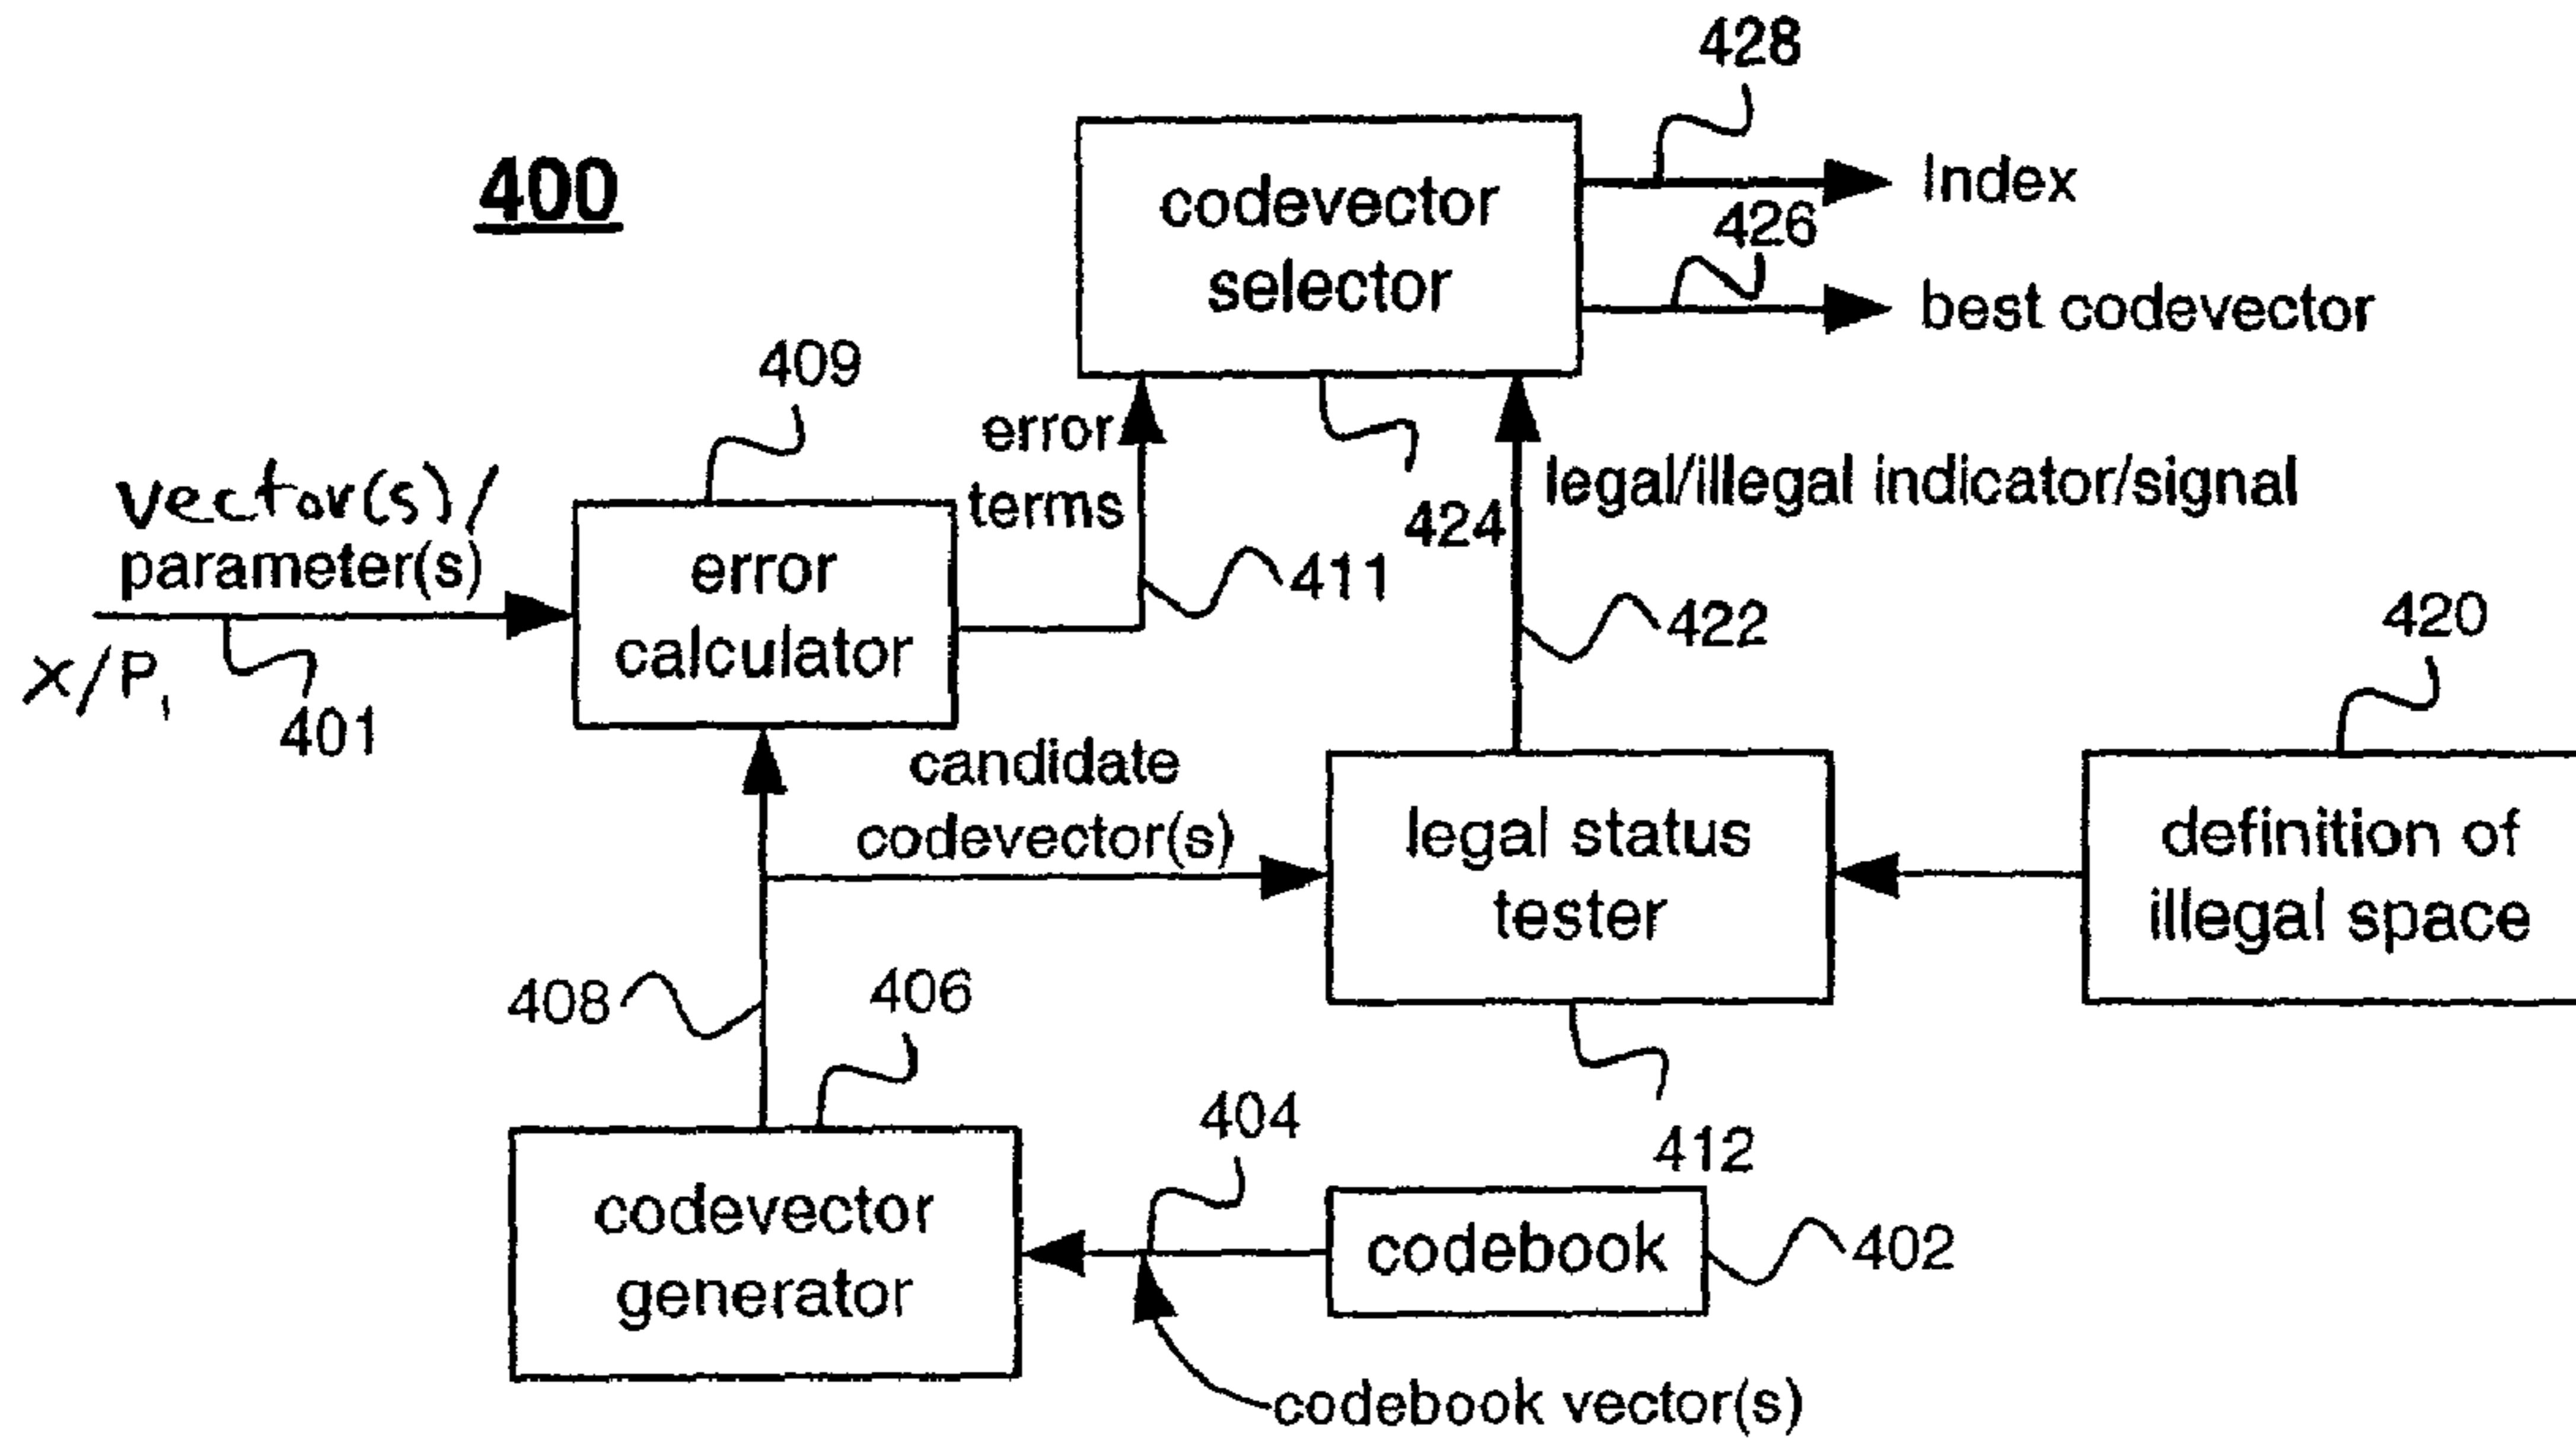 428
400
codevector
selector
Index
426
best codevector
409
error
terms
vector(s)/
parameter(s)
X/P₁
401
error
calculator
411
424
legal/illegal indicator/signal
422
420
candidate
codevector(s)
legal status
tester
definition of
illegal space
408
406
404
412
codevector
generator
codebook
402
codebook vector(s)